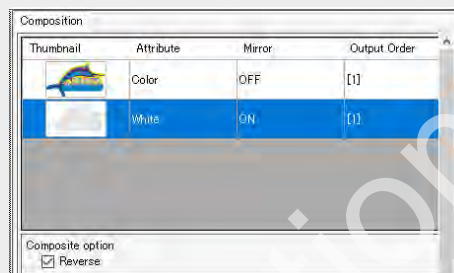 Composition
Thumbnail Attribute Mirror Output Order
Color OFF [1]
White ON [1]
Composite option
Reverse